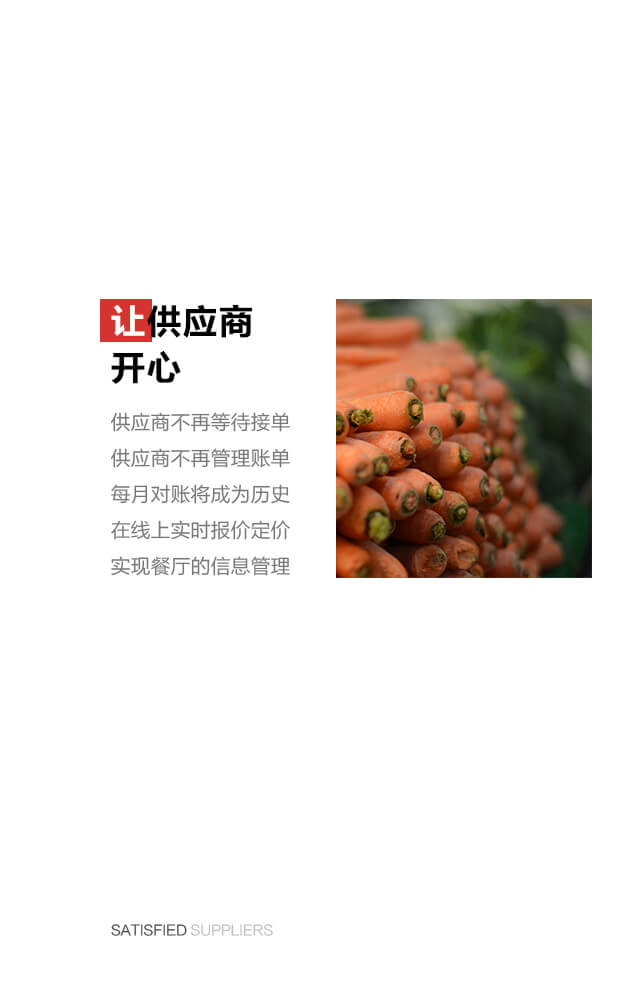 让供应商
开心
供应商不再等待接单
供应商不再管理账单
每月对账将成为历史
在线上实时报价定价
实现餐厅的信息管理
SATISFIED SUPPLIERS